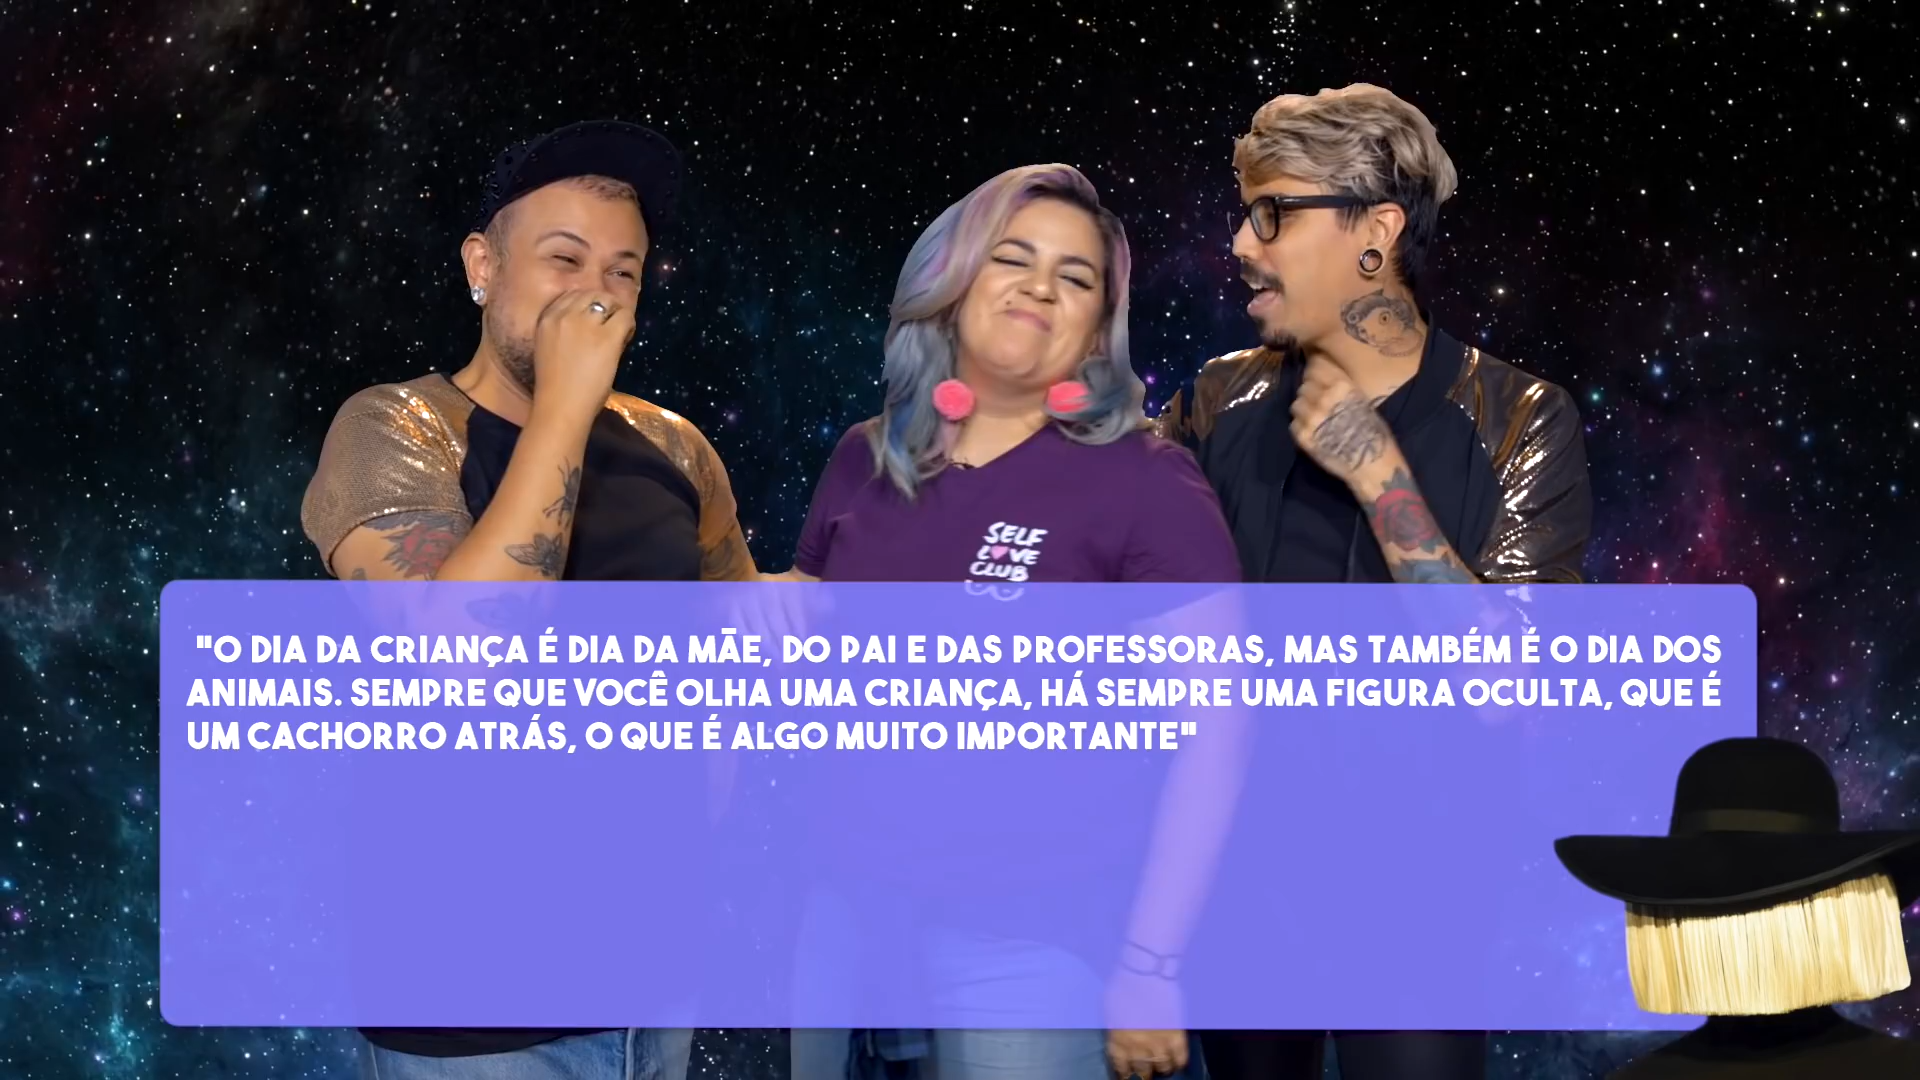 SELF
LOVE
CLUB
"O DIA DA CRIANÇA É DIA DA MÃE, DO PAI E DAS PROFESSORAS, MAS TAMBÉM É O DIA DOS
ANIMAIS. SEMPRE QUE VOCÊ OLHA UMA CRIANÇA, HÁ SEMPRE UMA FIGURA OCULTA, QUE É
UM CACHORRO ATRÁS, O QUE É ALGO MUITO IMPORTANTE"